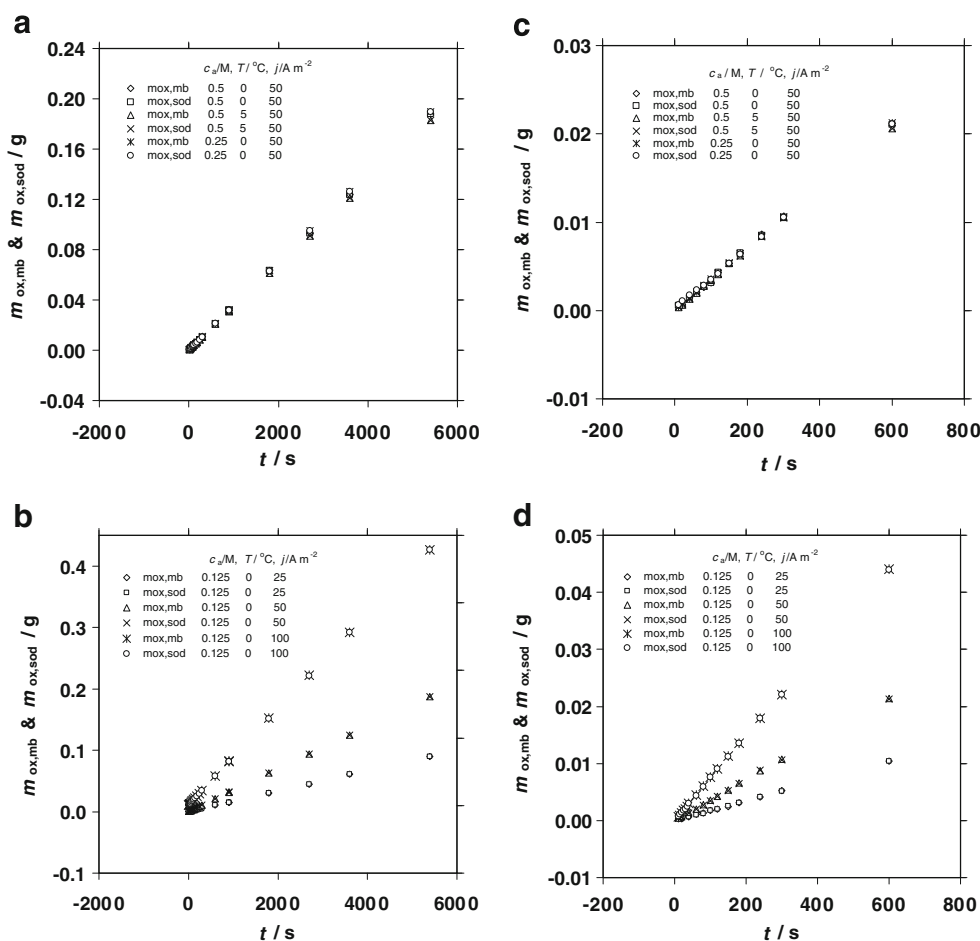 a
0.24
0.20
0.16
0.12
0.08
0.04
0.00
-0.04
m ox,mb & m ox,sod / g
c a/M, T/ °C, j/A m-2
mox,mb 0.5 0 50
mox,sod 0.5 0 50
mox,mb 0.5 5 50
mox,sod 0.5 5 50
mox,mb 0.25 0 50
mox,sod 0.25 0 50
-2000 0 2000 4000 6000
t / s
c
0.03
0.02
0.01
0.00
-0.01
m ox,mb & m ox,sod / g
c a/M, T / °C, j/A m-2
mox,mb 0.5 0 50
mox,sod 0.5 0 50
mox,mb 0.5 5 50
mox,sod 0.5 5 50
mox,mb 0.25 0 50
mox,sod 0.25 0 50
-200 0 200 400 600 800
t / s
b
0.4
0.3
0.2
0.1
0.0
-0.1
m ox,mb & m ox,sod / g
c a/M, T/ °C, j/A m-2
mox,mb 0.125 0 25
mox,sod 0.125 0 25
mox,mb 0.125 0 50
mox,sod 0.125 0 50
mox,mb 0.125 0 100
mox,sod 0.125 0 100
-2000 0 2000 4000 6000
t / s
d
0.05
0.04
0.03
0.02
0.01
0.00
-0.01
m ox,mb & m ox,sod / g
c a/M, T/ °C, j/A m-2
mox,mb 0.125 0 25
mox,sod 0.125 0 25
mox,mb 0.125 0 50
mox,sod 0.125 0 50
mox,mb 0.125 0 100
mox,sod 0.125 0 100
-200 0 200 400 600 800
t / s